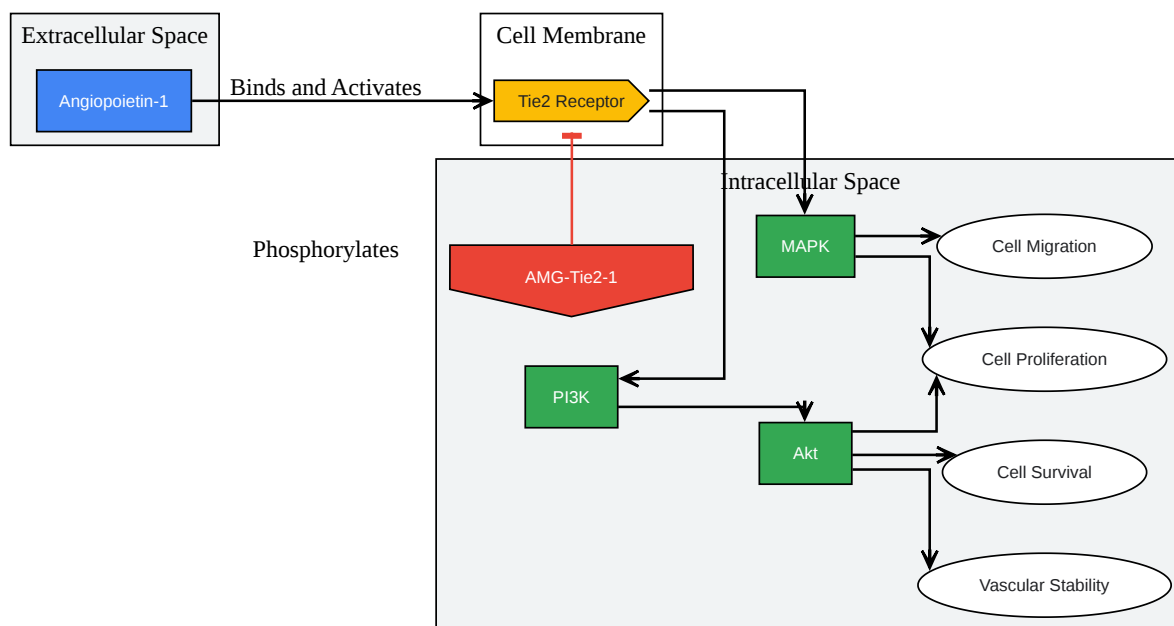 Extracellular Space
Cell Membrane
Angiopoietin-1
Binds and Activates
Tie2 Receptor
Intracellular Space
Phosphorylates
AMG-Tie2-1
MAPK
Cell Migration
Cell Proliferation
PI3K
Akt
Cell Survival
Vascular Stability